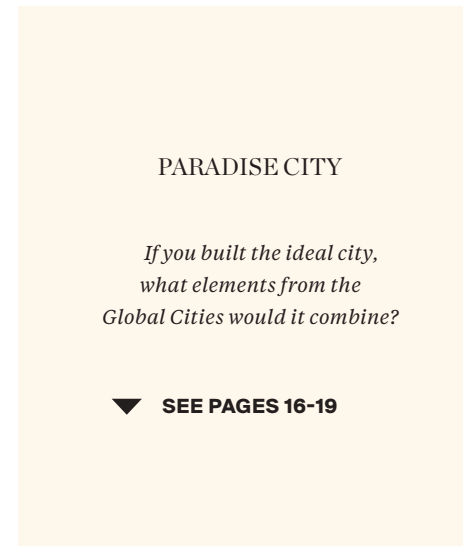 PARADISE CITY
If you built the ideal city,
what elements from the
Global Cities would it combine?
SEE PAGES 16-19